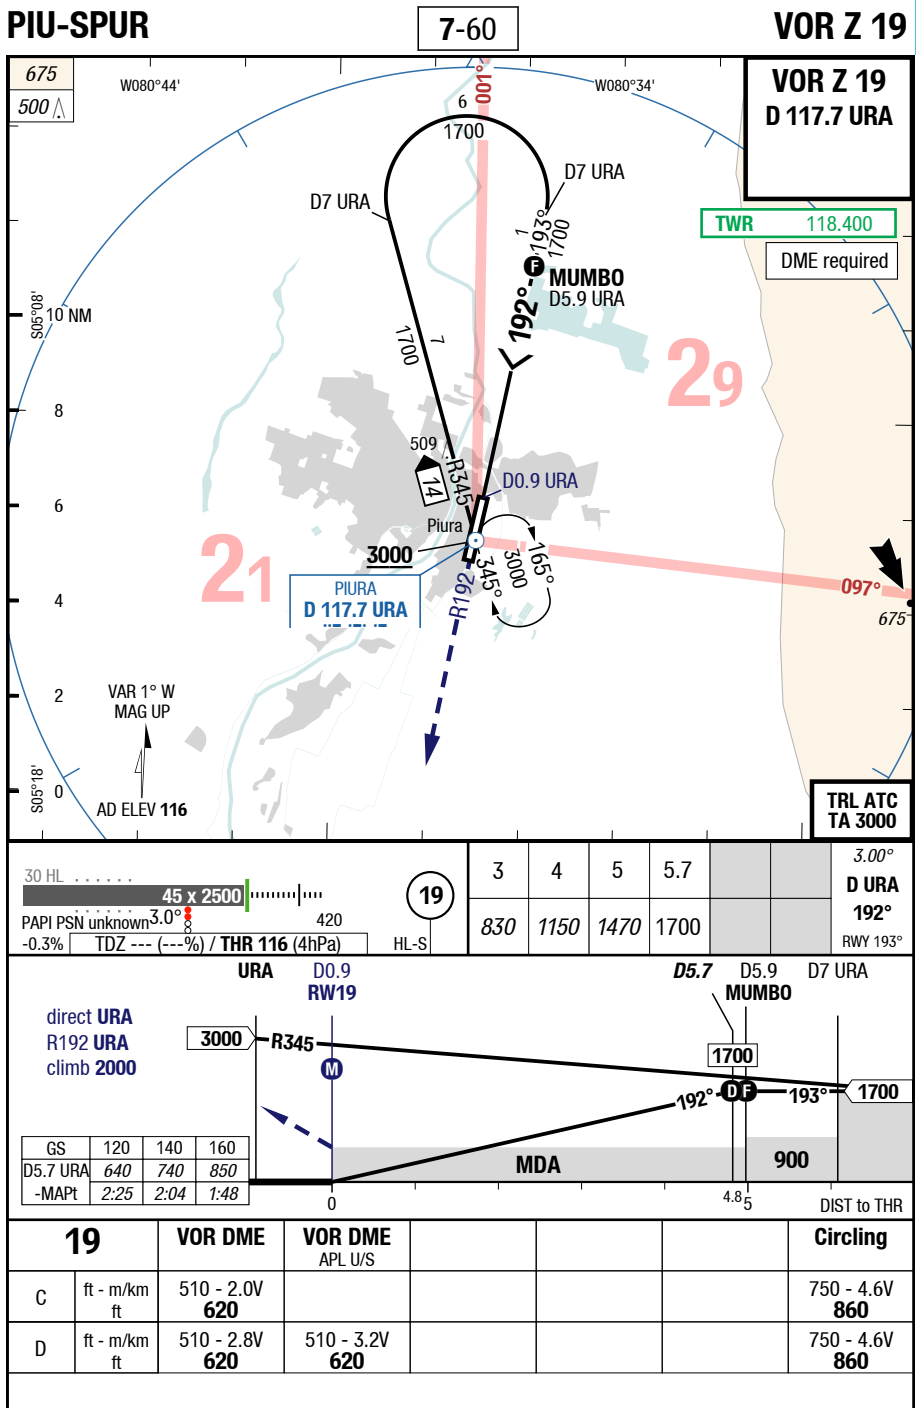 PIU-SPUR
7-60
VOR Z 19
675
500
W080°44'
6
1700
001°
W080°34'
VOR Z 19
D 117.7 URA
D7 URA
D7 URA
TWR 118.400
DME required
1
193°
1700
F
MUMBO
D5.9 URA
192°
S05°08'
10 NM
1700
7
29
8
509
R345
14
D0.9 URA
6
Piura
3000
21
165°
3000
345°
PIURA
D 117.7 URA
R192
097°
675
4
2
VAR 1° W
MAG UP
S05°18'
0
AD ELEV 116
TRL ATC
TA 3000
30 HL
45 x 2500
PAPI PSN unknown
3.0°
420
-0.3%
TDZ --- (---%) / THR 116 (4hPa)
19
HL-S
3 4 5 5.7
830 1150 1470 1700
3.00°
D URA
192°
RWY 193°
URA D0.9 D5.7 D5.9 D7 URA
RW19 MUMBO
direct URA
R192 URA
climb 2000
3000
R345
M
1700
192°
D F
193°
1700
MDA
900
GS 120 140 160
D5.7 URA 640 740 850
-MAPt 2:25 2:04 1:48
0
4.8
5
DIST to THR
19 VOR DME VOR DME Circling
APL U/S
C ft - m/km 510 - 2.0V 750 - 4.6V
ft 620 860
D ft - m/km 510 - 2.8V 510 - 3.2V 750 - 4.6V
ft 620 620 860